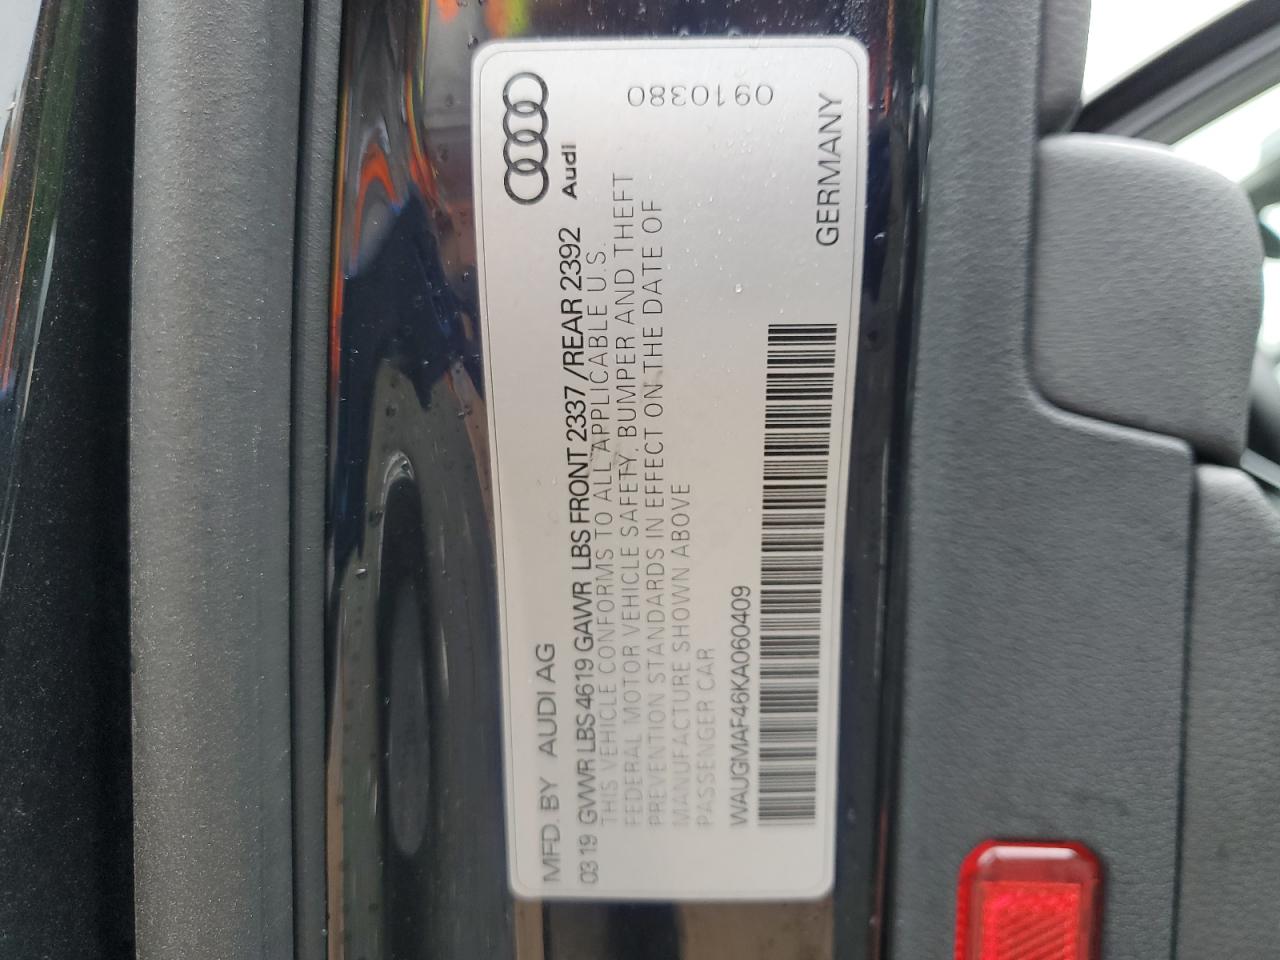 MFD. BY AUDI AG
Audi
03 19 GVWR LBS 4619 GAWR LBS FRONT 2337 /REAR 2392
THIS VEHICLE CONFORMS TO ALL APPLICABLE U.S.
FEDERAL MOTOR VEHICLE SAFETY, BUMPER AND THEFT
PREVENTION STANDARDS IN EFFECT ON THE DATE OF
MANUFACTURE SHOWN ABOVE
PASSENGER CAR
WAUGMAF46KA060409
0910380
GERMANY